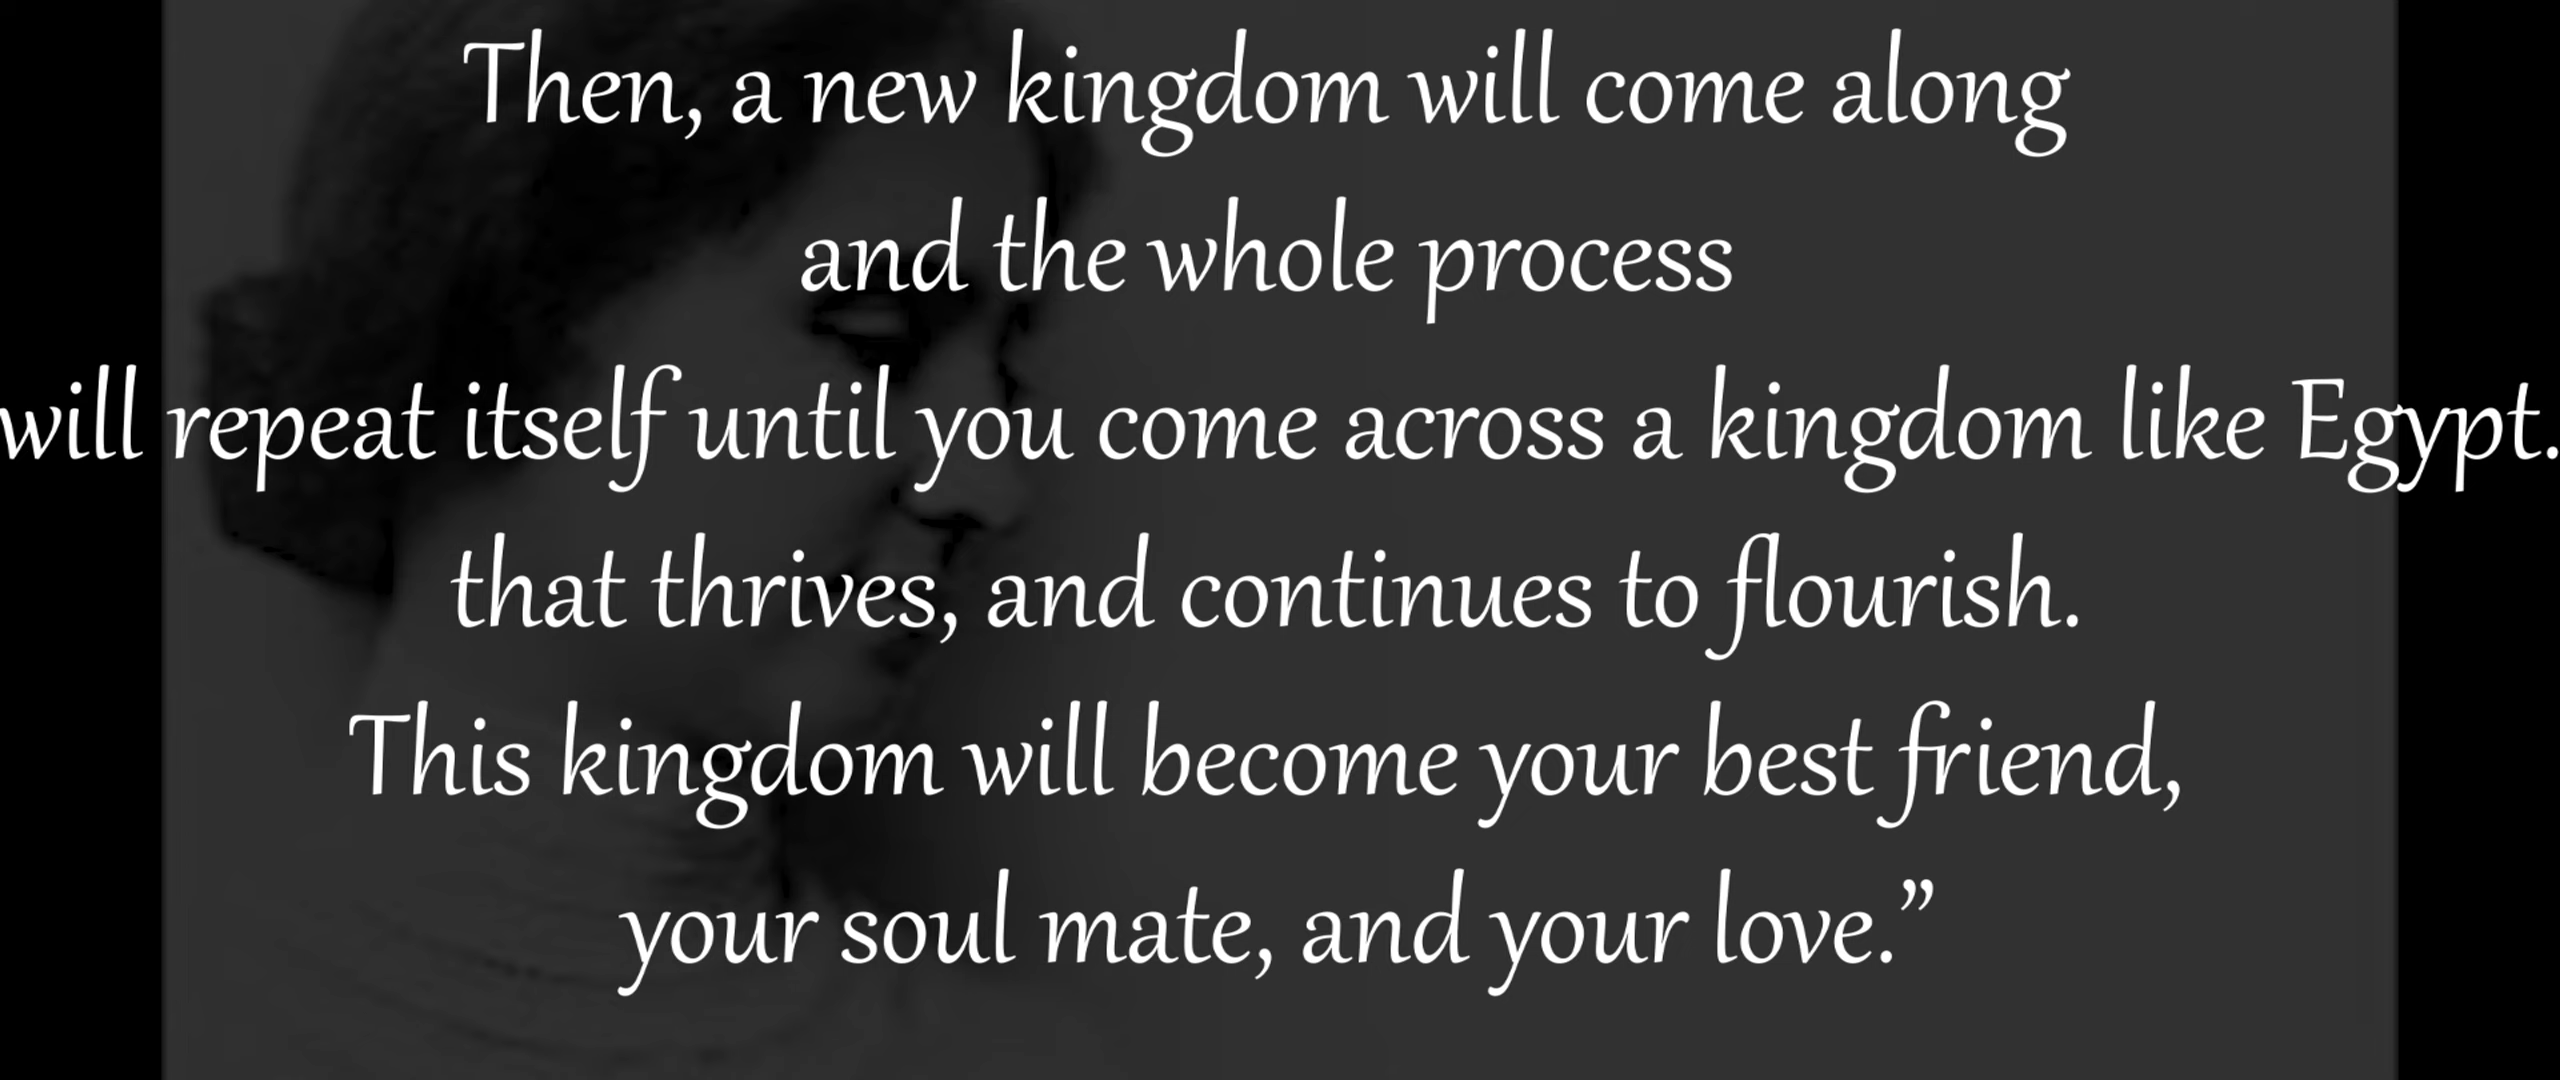 Then, a new kingdom will come along
and the whole process
will repeat itself until you come across a kingdom like Egypt.
that thrives, and continues to flourish.
This kingdom will become your best friend,
your soul mate, and your love.”